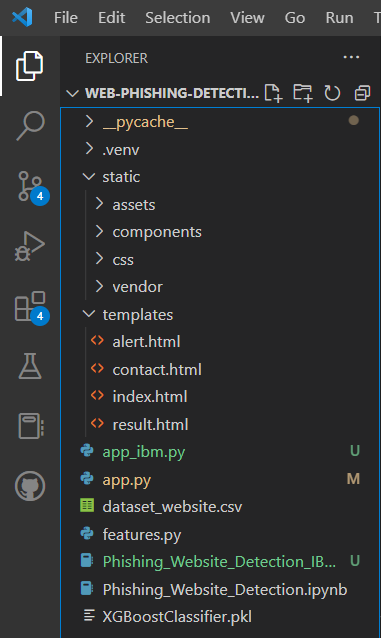 File Edit Selection View Go Run T
EXPLORER
WEB-PHISHING-DETECTI...
__pycache__
.venv
static
assets
4
components
css
vendor
templates
4
alert.html
contact.html
index.html
result.html
app_ibm.py U
app.py M
dataset_website.csv
features.py
Phishing_Website_Detection_IB... U
Phishing_Website_Detection.ipynb
XGBoostClassifier.pkl